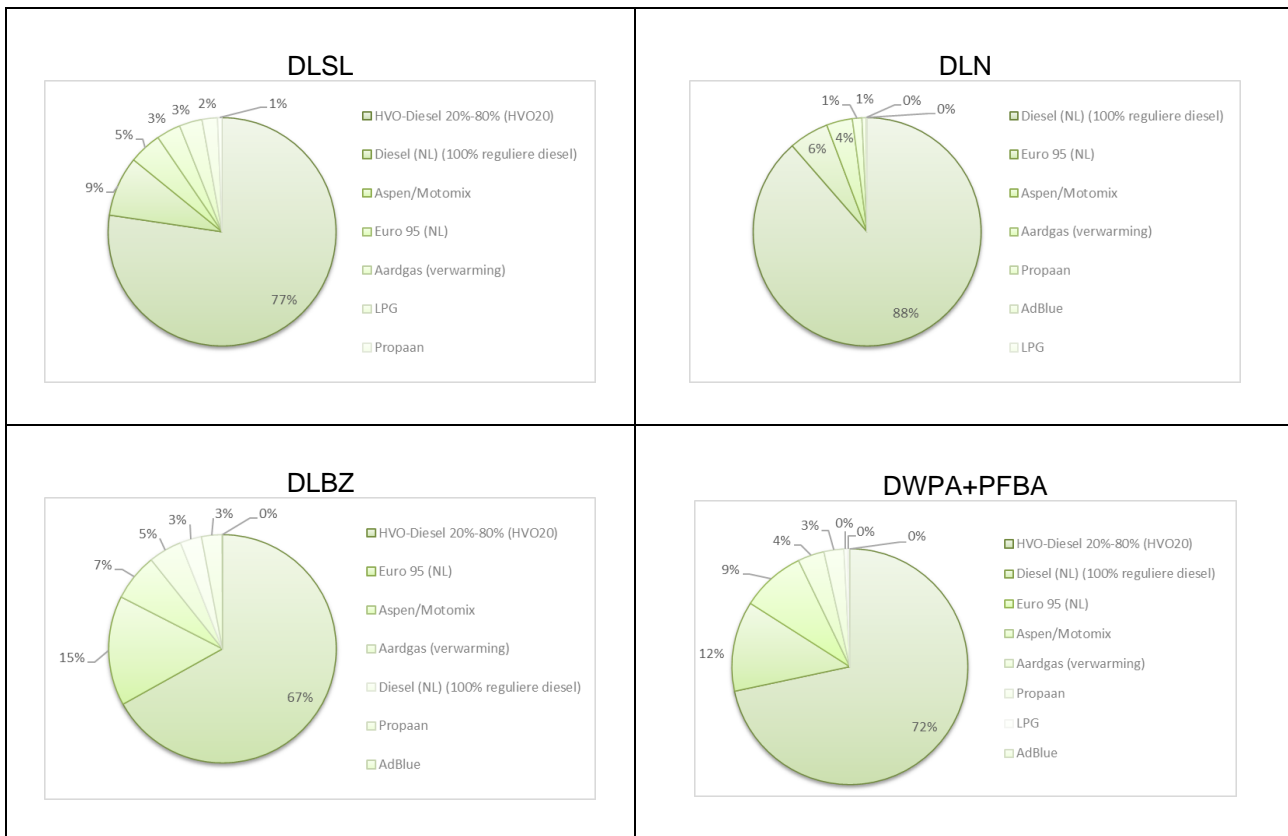 DLSL
3% 3% 2% 1%
5%
9%
77%
HVO-Diesel 20%-80% (HVO20)
Diesel (NL) (100% reguliere diesel)
Aspen/Motomix
Euro 95 (NL)
Aardgas (verwarming)
LPG
Propaan
DLN
1% 1% 0%
0%
6% 4%
88%
Diesel (NL) (100% reguliere diesel)
Euro 95 (NL)
Aspen/Motomix
Aardgas (verwarming)
Propaan
AdBlue
LPG
DLBZ
3% 3% 0%
5%
7%
15%
67%
HVO-Diesel 20%-80% (HVO20)
Euro 95 (NL)
Aspen/Motomix
Aardgas (verwarming)
Diesel (NL) (100% reguliere diesel)
Propaan
AdBlue
DWPA+PFBA
3% 0% 0% 0%
4%
9%
12%
72%
HVO-Diesel 20%-80% (HVO20)
Diesel (NL) (100% reguliere diesel)
Euro 95 (NL)
Aspen/Motomix
Aardgas (verwarming)
Propaan
LPG
AdBlue